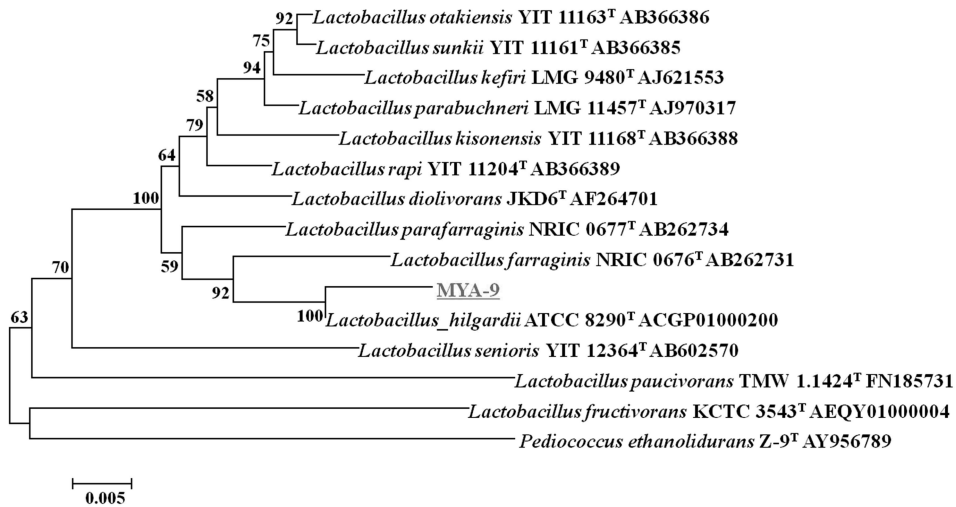 92 Lactobacillus otakiensis YIT 11163ᵀ AB366386
75 Lactobacillus sunkii YIT 11161ᵀ AB366385
94 Lactobacillus kefiri LMG 9480ᵀ AJ621553
58 Lactobacillus parabuchneri LMG 11457ᵀ AJ970317
79 Lactobacillus kisonensis YIT 11168ᵀ AB366388
64 Lactobacillus rapi YIT 11204ᵀ AB366389
100 Lactobacillus diolivorans JKD6ᵀ AF264701
Lactobacillus parafarraginis NRIC 0677ᵀ AB262734
70 59 Lactobacillus farraginis NRIC 0676ᵀ AB262731
92 MYA-9
63 100 Lactobacillus_hilgardii ATCC 8290ᵀ ACGP01000200
Lactobacillus senioris YIT 12364ᵀ AB602570
Lactobacillus paucivorans TMW 1.1424ᵀ FN185731
Lactobacillus fructivorans KCTC 3543ᵀ AEQY01000004
Pediococcus ethanolidurans Z-9ᵀ AY956789
0.005